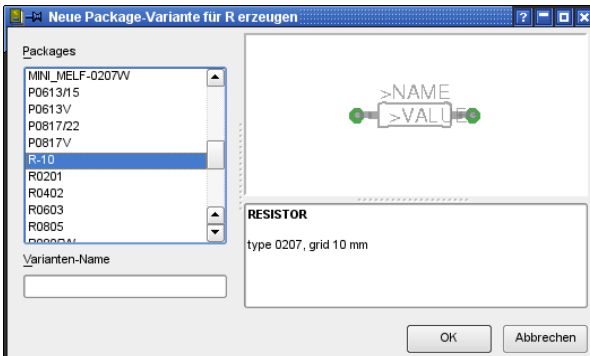 Neue Package-Variante für R erzeugen
Packages
MINI_MELF-0207W
P0613/15
P0613V
P0817/22
P0817V
R-10
R0201
R0402
R0603
R0805
Varianten-Name
>NAME
>VALUE
RESISTOR
type 0207, grid 10 mm
OK
Abbrechen